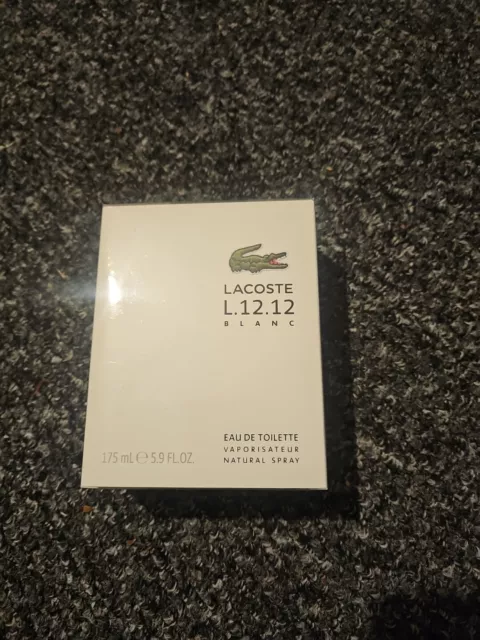 LACOSTE
L.12.12
BLANC
EAU DE TOILETTE
VAPORISATEUR
NATURAL SPRAY
175 mL ℮ 5.9 FL.OZ.